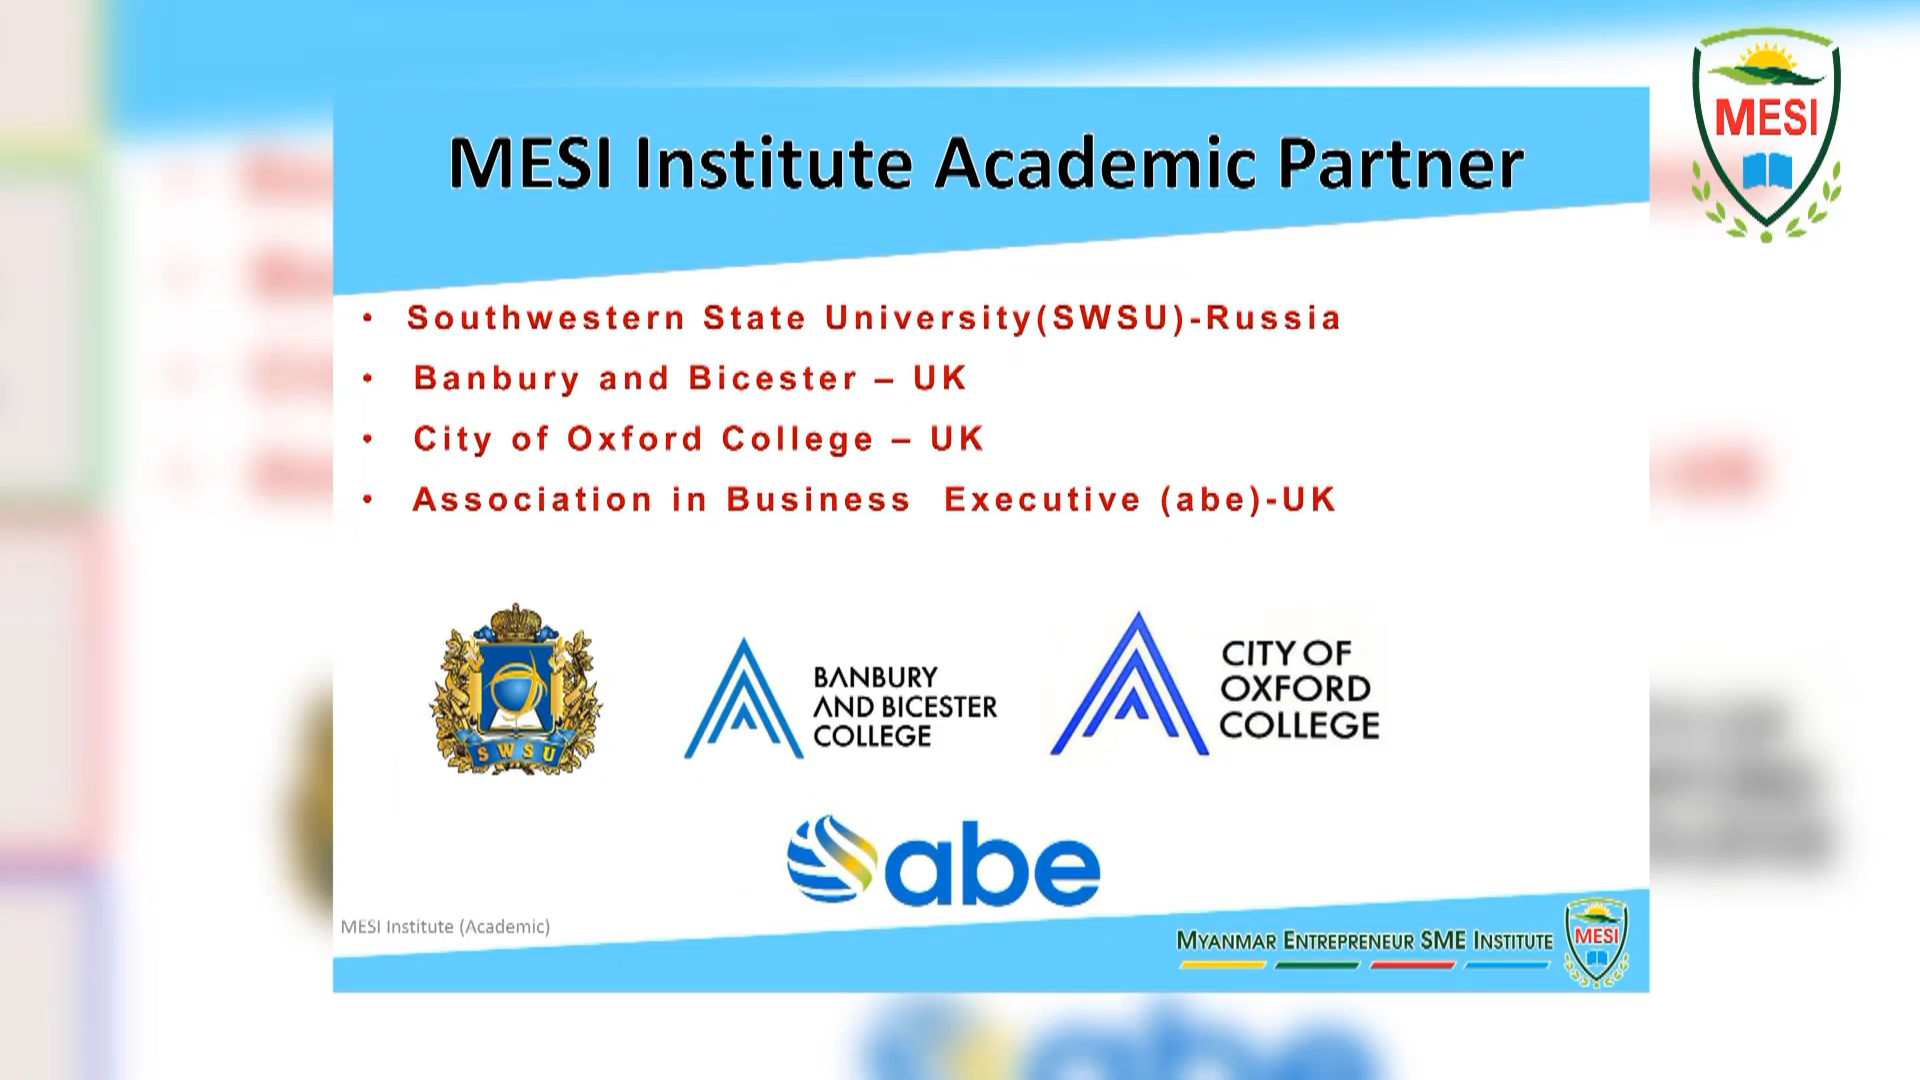 MESI
MESI Institute Academic Partner
• Southwestern State University(SWSU)-Russia
• Banbury and Bicester – UK
• City of Oxford College – UK
• Association in Business Executive (abe)-UK
SWSU
BANBURY
AND BICESTER
COLLEGE
CITY OF
OXFORD
COLLEGE
abe
MESI Institute (Academic)
MYANMAR ENTREPRENEUR SME INSTITUTE
MESI